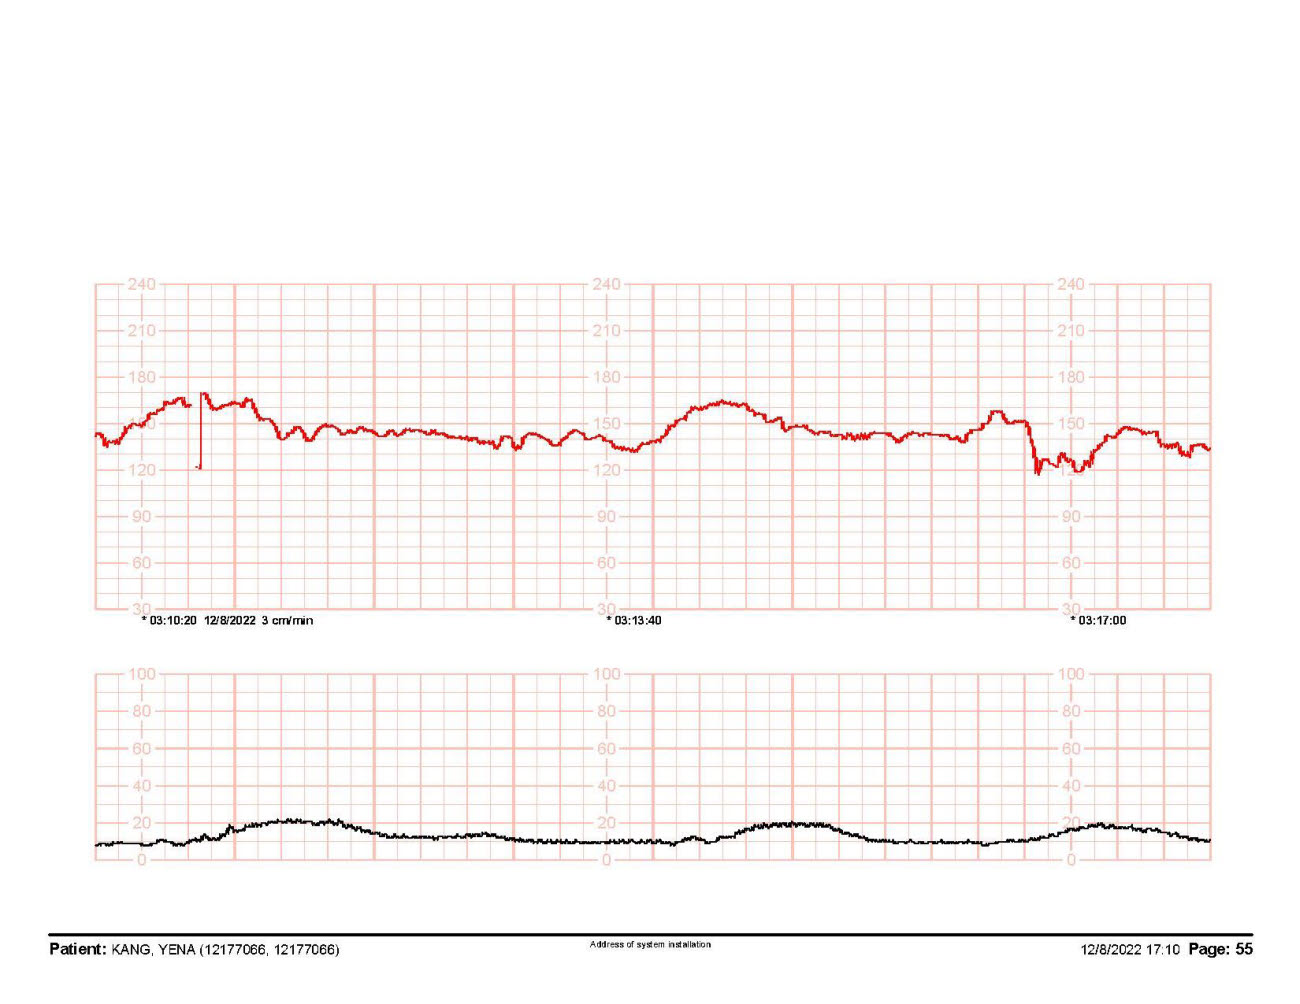 240 240 240
210 210 210
180 180 180
150 150 150
120 120 120
90 90 90
60 60 60
30 30 30
* 03:10:20 12/8/2022 3 cm/min * 03:13:40 * 03:17:00
100 100 100
80 80 80
60 60 60
40 40 40
20 20 20
0 0 0
Patient: KANG, YENA (12177066, 12177066) Address of system installation 12/8/2022 17:10 Page: 55